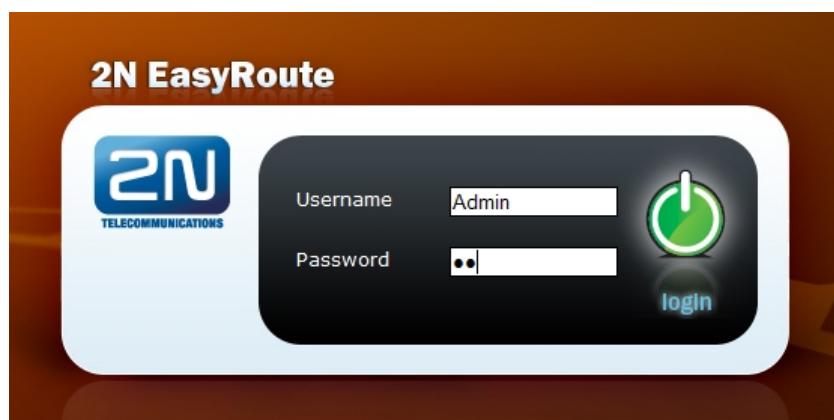 2N EasyRoute
2N
TELECOMMUNICATIONS
Username
Admin
Password
••
login